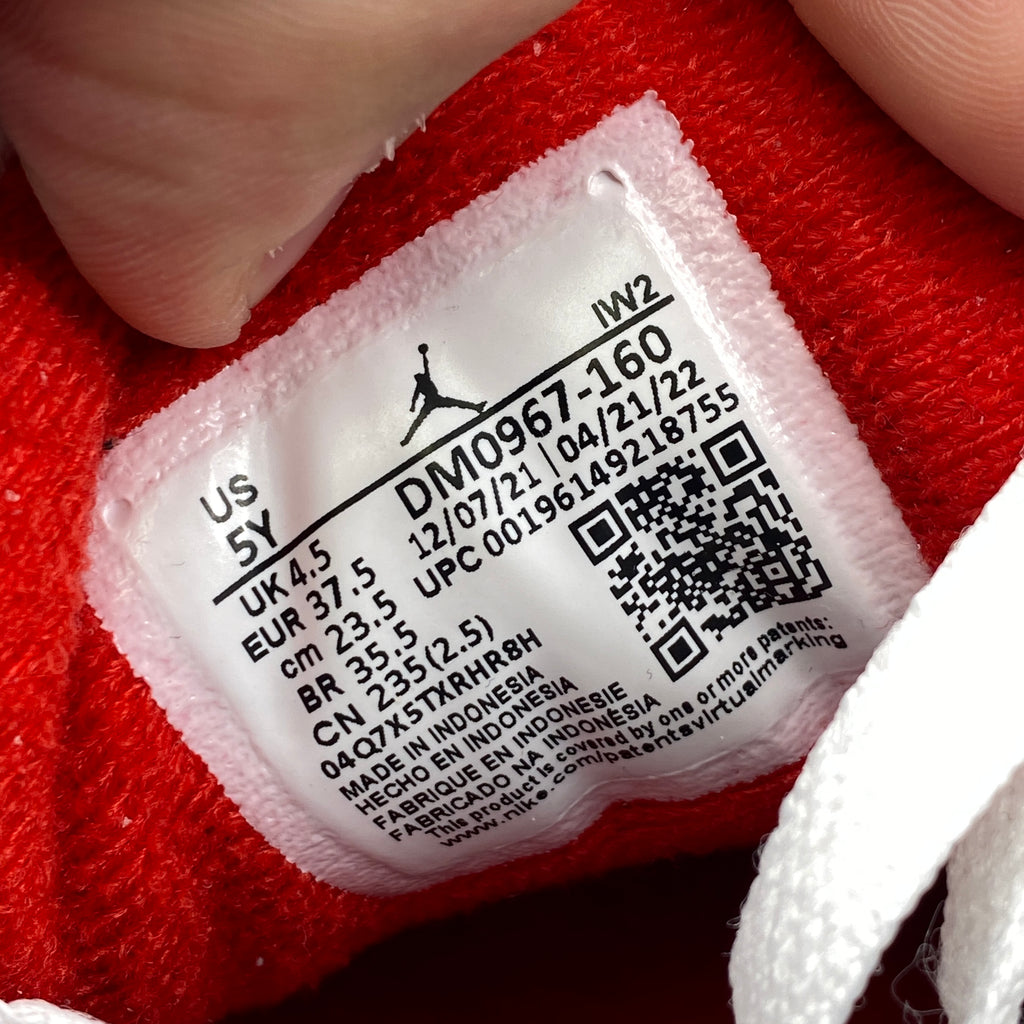 IW2
US
5Y
DM0967-160
12/07/21 | 04/21/22
UPC 00196149218755
UK 4.5
EUR 37.5
cm 23.5
BR 35.5
CN 235(2.5)
04Q7X5TXRHR8H
MADE IN INDONESIA
HECHO EN INDONESIA
FABRIQUE EN INDONESIE
FABRICADO NA INDONÉSIA
This product is covered by one or more patents:
www.nike.com/patentsvirtualmarking